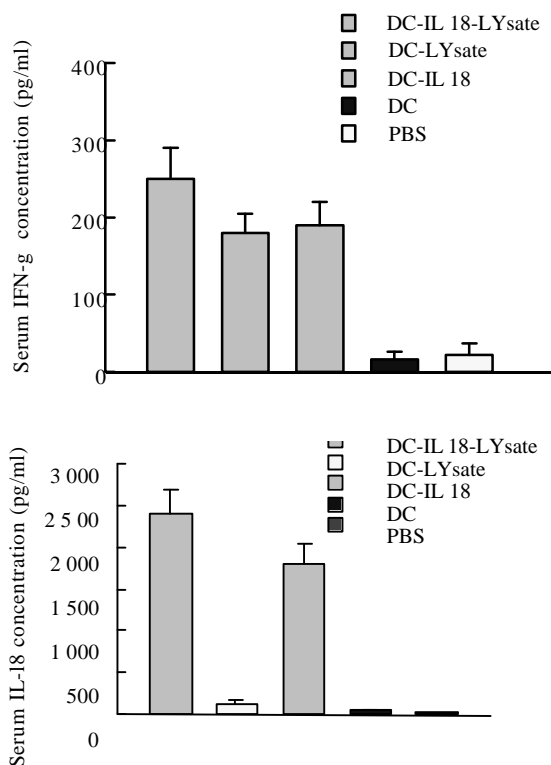 DC-IL 18-LYsate
DC-LYsate
DC-IL 18
DC
PBS
Serum IFN-g concentration (pg/ml)
400
300
200
100
0
DC-IL 18-LYsate
DC-LYsate
DC-IL 18
DC
PBS
Serum IL-18 concentration (pg/ml)
3 000
2 500
2 000
1 500
1 000
500
0